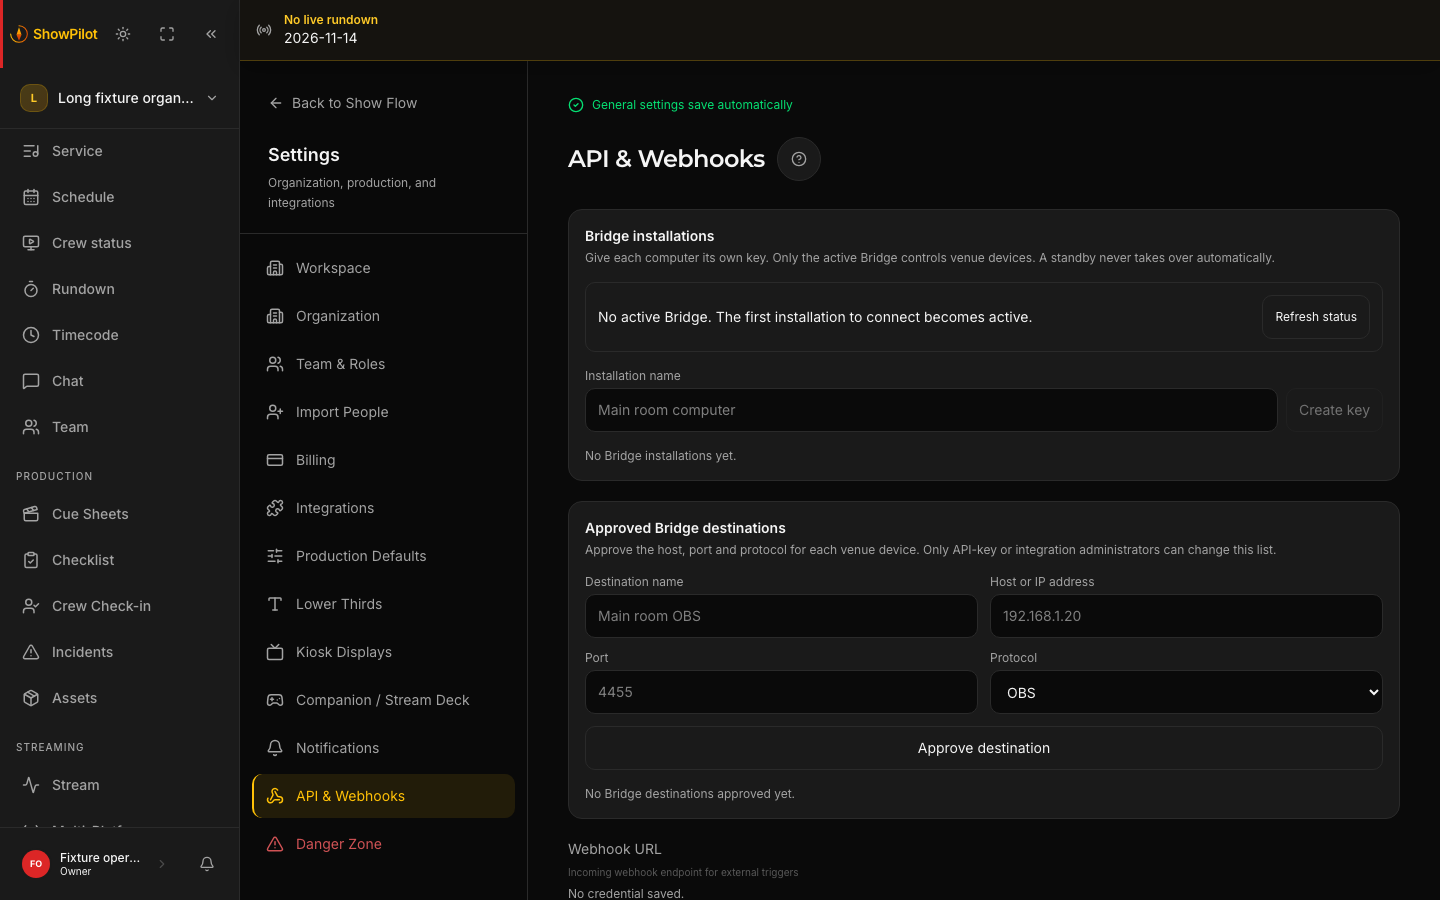 ShowPilot
No live rundown
2026-11-14
L
Long fixture organ...
Service
Schedule
Crew status
Rundown
Timecode
Chat
Team
PRODUCTION
Cue Sheets
Checklist
Crew Check-in
Incidents
Assets
STREAMING
Stream
FO
Fixture oper...
Owner
Back to Show Flow
Settings
Organization, production, and
integrations
Workspace
Organization
Team & Roles
Import People
Billing
Integrations
Production Defaults
Lower Thirds
Kiosk Displays
Companion / Stream Deck
Notifications
API & Webhooks
Danger Zone
General settings save automatically
API & Webhooks
Bridge installations
Give each computer its own key. Only the active Bridge controls venue devices. A standby never takes over automatically.
No active Bridge. The first installation to connect becomes active.
Refresh status
Installation name
Main room computer
Create key
No Bridge installations yet.
Approved Bridge destinations
Approve the host, port and protocol for each venue device. Only API-key or integration administrators can change this list.
Destination name
Host or IP address
Main room OBS
192.168.1.20
Port
Protocol
4455
OBS
Approve destination
No Bridge destinations approved yet.
Webhook URL
Incoming webhook endpoint for external triggers
No credential saved.